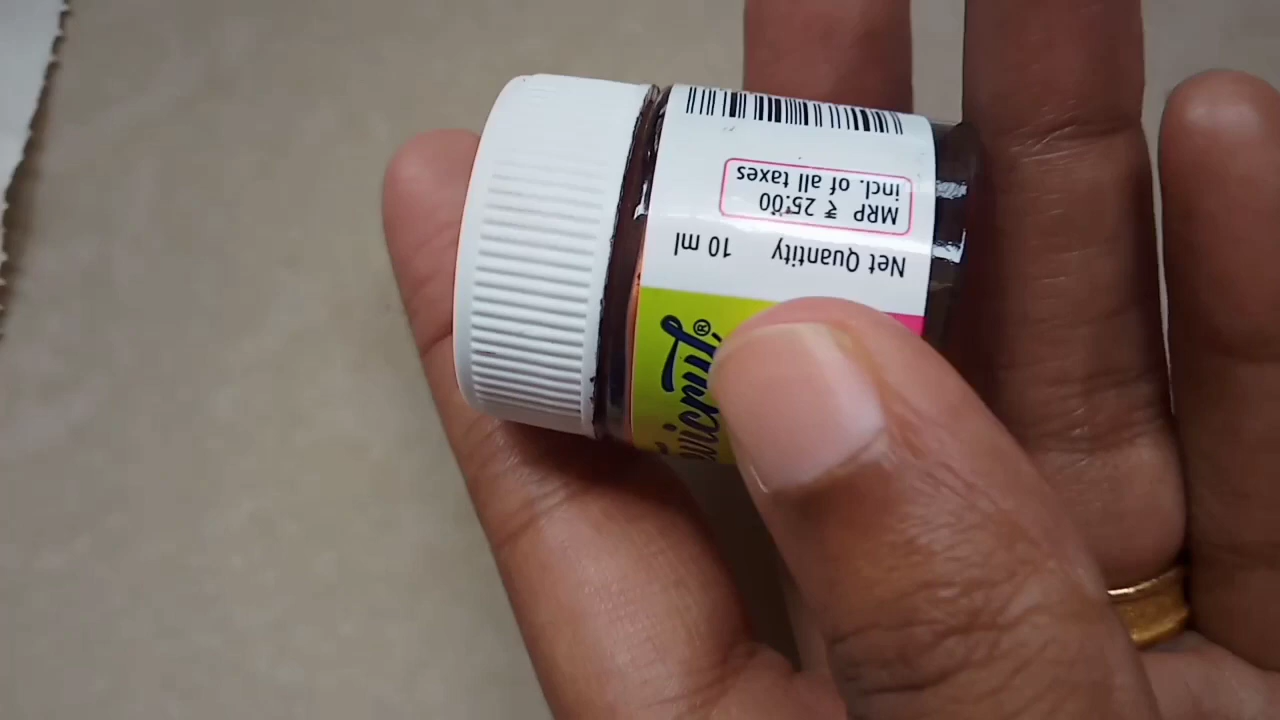 Net Quantity 10 ml
MRP ₹ 25.00
incl. of all taxes
®